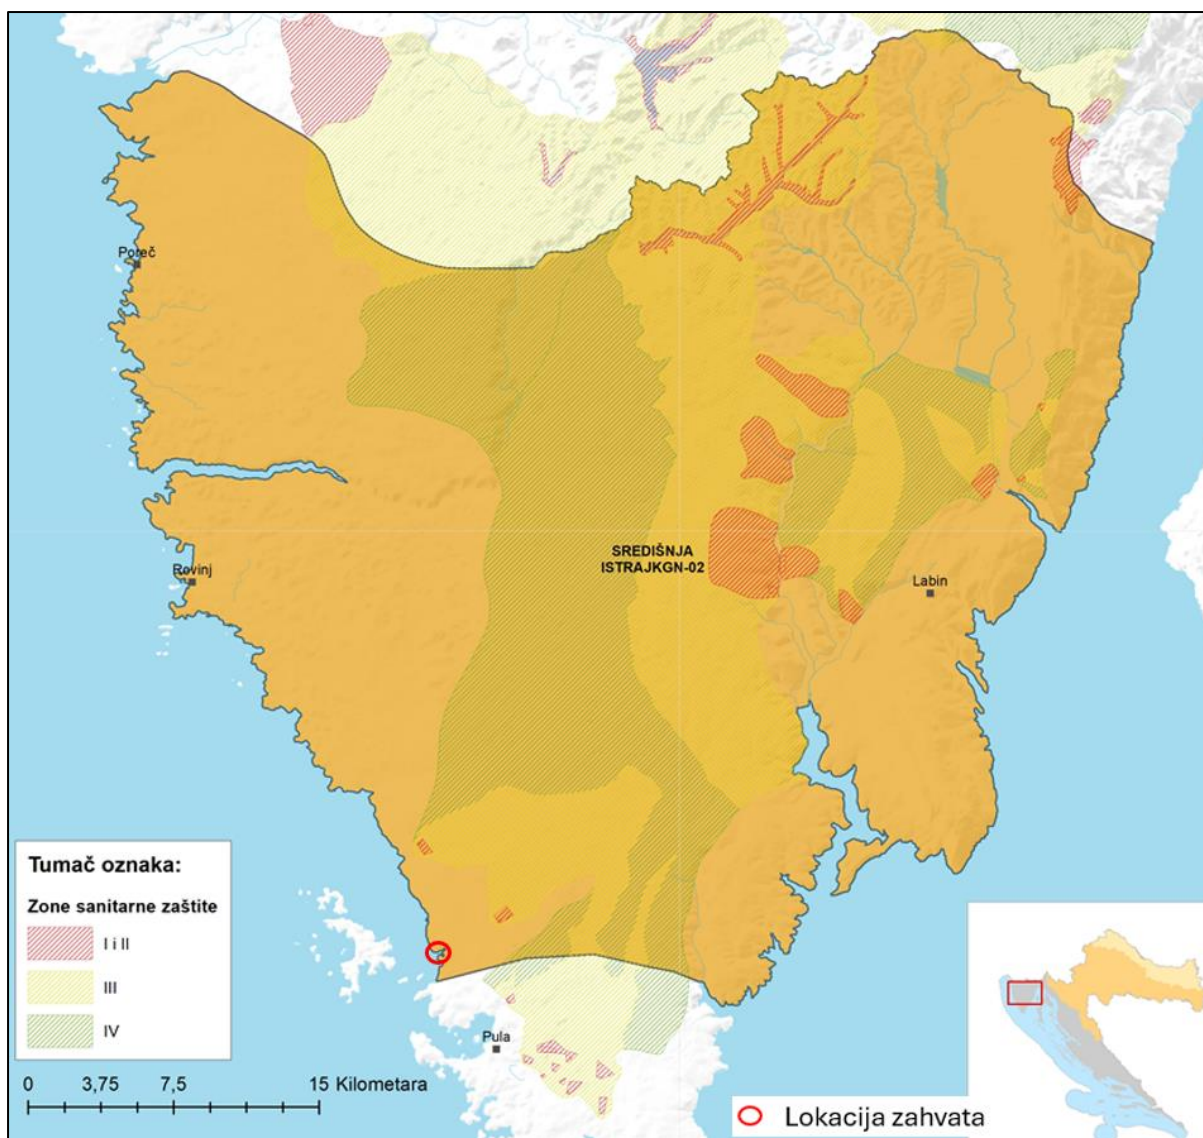 Poreč
Rovinj
SREDIŠNJA
ISTRAJKGN-02
Labin
Pula
Tumač oznaka:
Zone sanitarne zaštite
I i II
III
IV
0 3,75 7,5 15 Kilometara
Lokacija zahvata